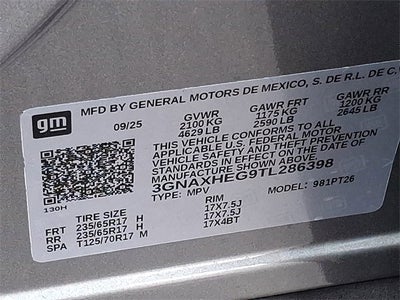 gm
MFD BY GENERAL MOTORS DE MEXICO, S. DE R.L. DE C.
09/25 GVWR GAWR FRT GAWR RR
2100 KG 1175 KG 1200 KG
4629 LB 2590 LB 2645 LB
THIS VEHICLE CONFORMS TO ALL APPLICABLE
U.S. FEDERAL MOTOR
VEHICLE SAFETY BUMPER AND THEFT
PREVENTION STANDARDS IN
EFFECT ON THE DATE OF
MANUFACTURE SHOWN ABOVE.
3GNAXHEG9TL286398
TYPE: MPV MODEL: 981PT26
130H
TIRE SIZE RIM
FRT 235/65R17 H 17X7.5J
RR 235/65R17 H 17X7.5J
SPA T125/70R17 M 17X4BT